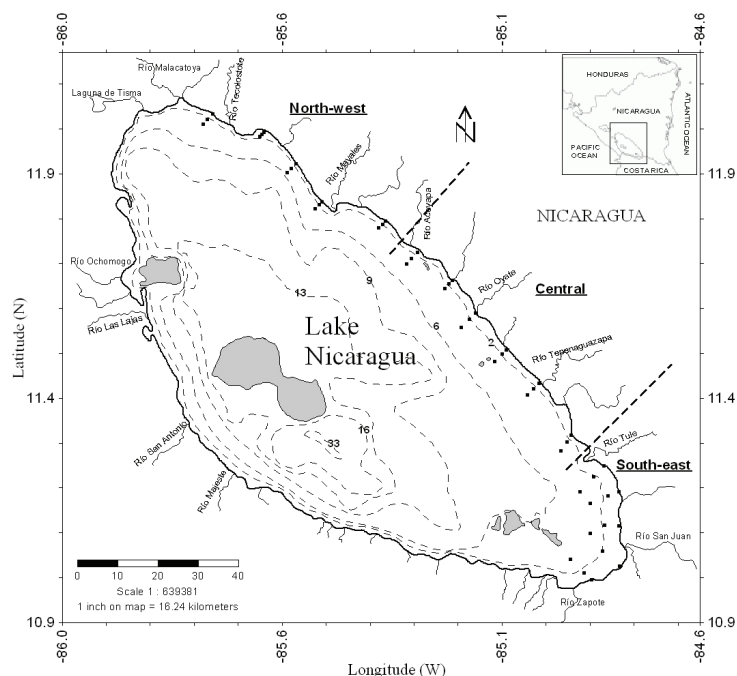 -86.0
-85.6
-85.1
-84.6
Río Malacatoya
Laguna de Tisma
Río Tecolostote
North-west
N
HONDURAS
NICARAGUA
ATLANTIC OCEAN
PACIFIC
OCEAN
COSTARICA
11.9
11.9
Río Mayales
Río Acoyapa
NICARAGUA
Río Ochomogo
13
9
Río Oyate
Central
Río Las Lajas
Lake
Nicaragua
6
2
Río Tepenaguazapa
Latitude (N)
11.4
11.4
16
33
Río San Antonio
Río Tule
South-east
Río Majeste
Río San Juan
0
10
20
30
40
Scale 1 : 639381
1 inch on map = 16.24 kilometers
Río Zapote
10.9
10.9
-86.0
-85.6
-85.1
-84.6
Longitude (W)